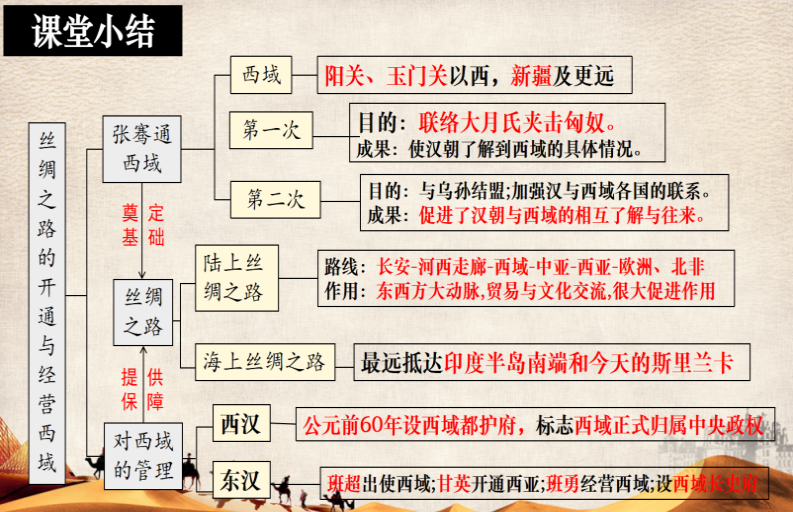 课堂小结
丝绸之路的开通与经营西域
张骞通
西域
西域
阳关、玉门关以西，新疆及更远
第一次
目的：联络大月氏夹击匈奴。
成果：使汉朝了解到西域的具体情况。
第二次
目的：与乌孙结盟;加强汉与西域各国的联系。
成果：促进了汉朝与西域的相互了解与往来。
奠定
基础
丝绸
之路
陆上丝
绸之路
路线：长安-河西走廊-西域-中亚-西亚-欧洲、北非
作用：东西方大动脉,贸易与文化交流,很大促进作用
海上丝绸之路
最远抵达印度半岛南端和今天的斯里兰卡
提供
保障
对西域
的管理
西汉
公元前60年设西域都护府，标志西域正式归属中央政权
东汉
班超出使西域;甘英开通西亚;班勇经营西域;设西域长史府